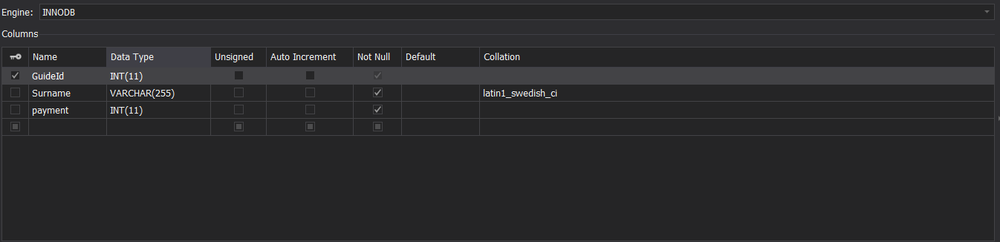 Engine: INNODB
Columns
Name Data Type Unsigned Auto Increment Not Null Default Collation
GuideId INT(11)
Surname VARCHAR(255) latin1_swedish_ci
payment INT(11)